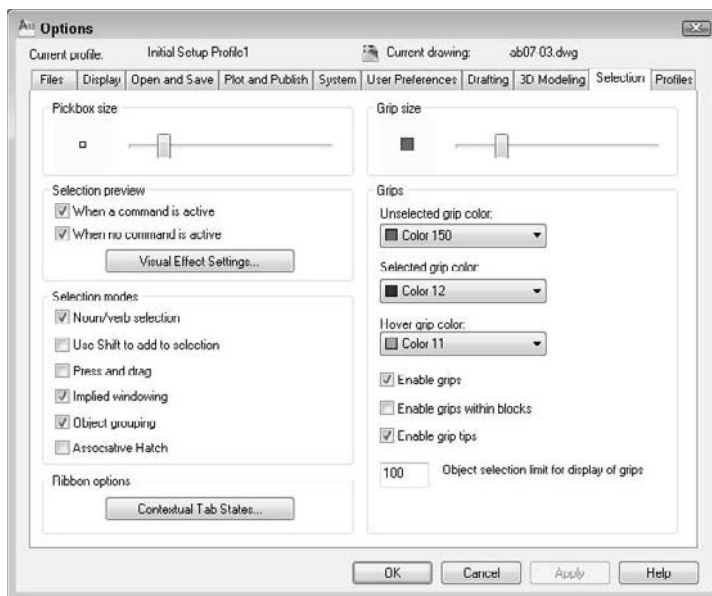 Options
Current profile: Initial Setup Profile1 Current drawing: ab07-03.dwg
Files Display Open and Save Plot and Publish System User Preferences Drafting 3D Modeling Selection Profiles
Pickbox size
Grip size
Selection preview
When a command is active
When no command is active
Visual Effect Settings...
Selection modes
Noun/verb selection
Use Shift to add to selection
Press and drag
Implied windowing
Object grouping
Associative Hatch
Ribbon options
Contextual Tab States...
Grips
Unselected grip color:
Color 150
Selected grip color:
Color 12
Hover grip color:
Color 11
Enable grips
Enable grips within blocks
Enable grip tips
100 Object selection limit for display of grips
OK Cancel Apply Help